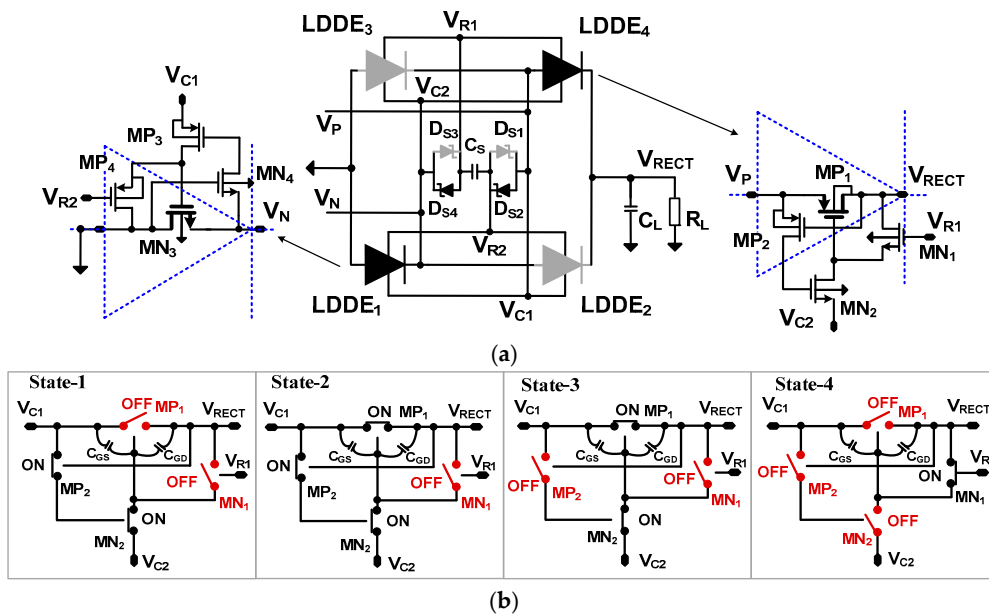 LDDE3 VR1 LDDE4
VC1 VC2
MP3 VP DS3 DS1 VP MP1 VRECT
MP4 CS VRECT
MN4 VR1
VR2 VN VN DS4 DS2 CL RL MP2 MN1
MN3 VR2 MN2
LDDE1 VC1 LDDE2 VC2
(a)
State-1
VC1 OFF MP1 VRECT
CGS CGD
ON VR1
MP2 OFF MN1
ON
MN2
VC2
State-2
VC1 ON MP1 VRECT
CGS CGD
ON VR1
MP2 OFF MN1
ON
MN2
VC2
State-3
VC1 ON MP1 VRECT
CGS CGD
VR1
OFF MP2 OFF MN1
ON
MN2
VC2
State-4
OFF
VC1 MP1 VRECT
CGS CGD
ON
OFF MP2 MN1
OFF
MN2
VC2
(b)